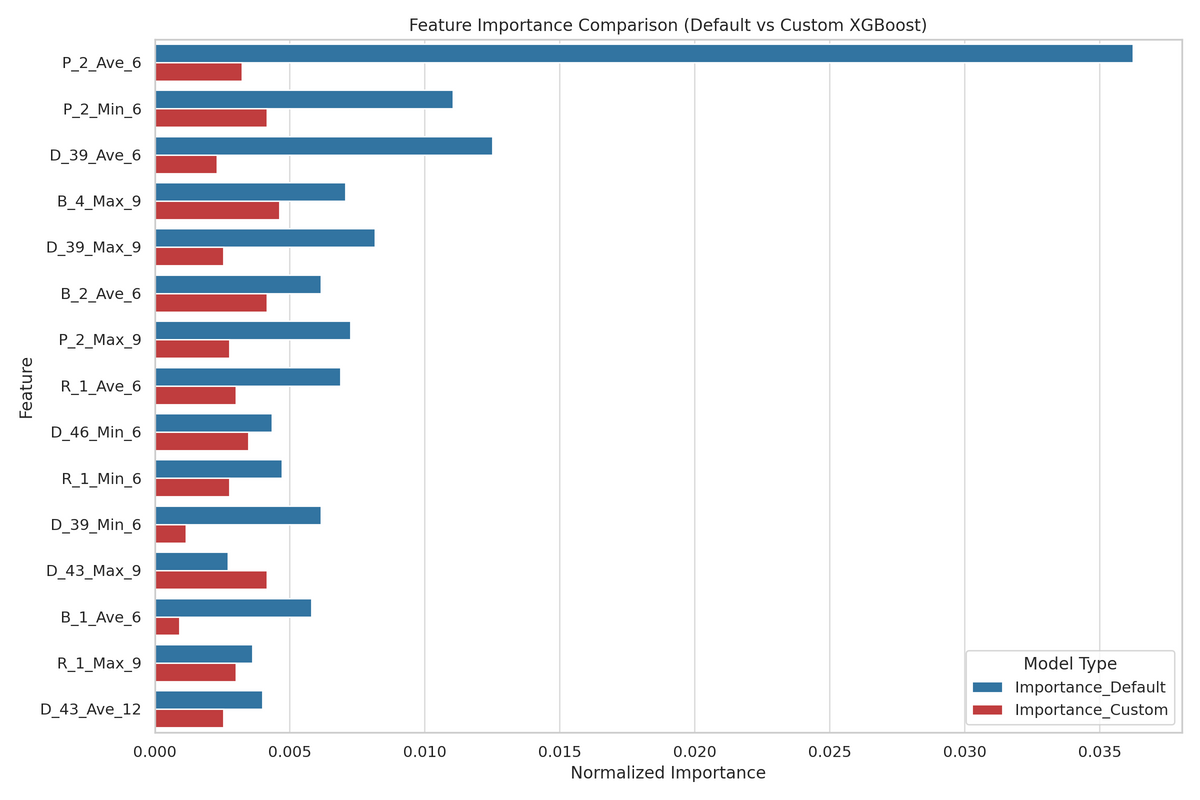 Feature Importance Comparison (Default vs Custom XGBoost)
P_2_Ave_6
P_2_Min_6
D_39_Ave_6
B_4_Max_9
D_39_Max_9
B_2_Ave_6
P_2_Max_9
R_1_Ave_6
D_46_Min_6
R_1_Min_6
D_39_Min_6
D_43_Max_9
B_1_Ave_6
R_1_Max_9
D_43_Ave_12
Feature
Model Type
Importance_Default
Importance_Custom
0.000 0.005 0.010 0.015 0.020 0.025 0.030 0.035
Normalized Importance